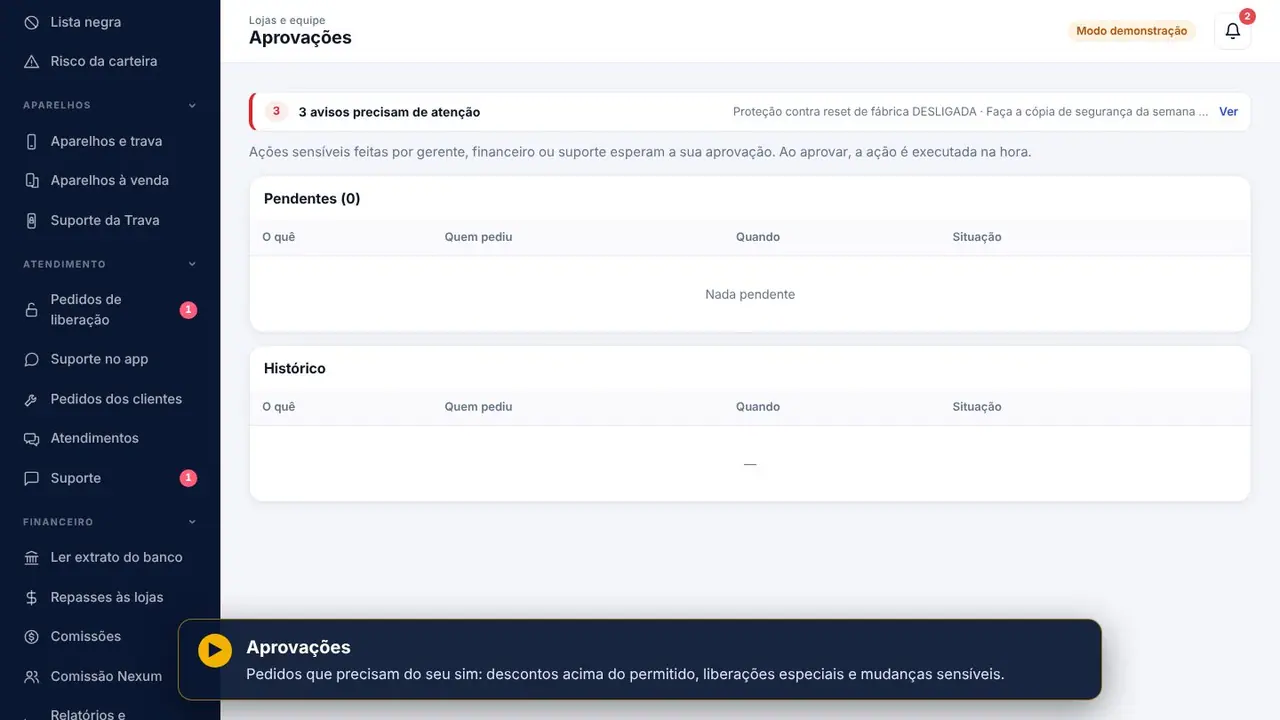 Lista negra
Risco da carteira
APARELHOS
Aparelhos e trava
Aparelhos à venda
Suporte da Trava
ATENDIMENTO
Pedidos de
liberação
1
Suporte no app
Pedidos dos clientes
Atendimentos
Suporte
1
FINANCEIRO
Ler extrato do banco
Repasses às lojas
Comissões
Comissão Nexum
Relatórios e
Lojas e equipe
Aprovações
Modo demonstração
2
3
3 avisos precisam de atenção
Proteção contra reset de fábrica DESLIGADA · Faça a cópia de segurança da semana ...
Ver
Ações sensíveis feitas por gerente, financeiro ou suporte esperam a sua aprovação. Ao aprovar, a ação é executada na hora.
Pendentes (0)
O quê Quem pediu Quando Situação
Nada pendente
Histórico
O quê Quem pediu Quando Situação
—
Aprovações
Pedidos que precisam do seu sim: descontos acima do permitido, liberações especiais e mudanças sensíveis.